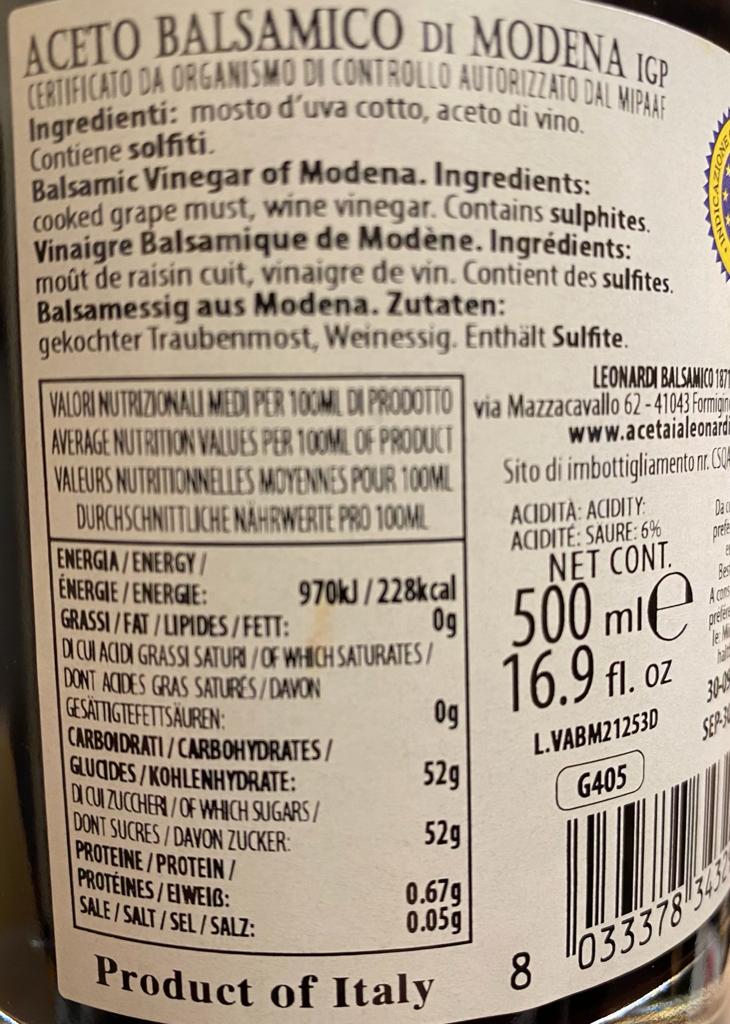 ACETO BALSAMICO DI MODENA IGP
CERTIFICATO DA ORGANISMO DI CONTROLLO AUTORIZZATO DAL MIPAAF
Ingredienti: mosto d'uva cotto, aceto di vino.
Contiene solfiti.
Balsamic Vinegar of Modena. Ingredients:
cooked grape must, wine vinegar. Contains sulphites.
Vinaigre Balsamique de Modène. Ingrédients:
moût de raisin cuit, vinaigre de vin. Contient des sulfites.
Balsamessig aus Modena. Zutaten:
gekochter Traubenmost, Weinessig. Enthält Sulfite.
INDICAZIONE
VALORI NUTRIZIONALI MEDI PER 100ML DI PRODOTTO
AVERAGE NUTRITION VALUES PER 100ML OF PRODUCT
VALEURS NUTRITIONNELLES MOYENNES POUR 100ML
DURCHSCHNITTLICHE NÄHRWERTE PRO 100ML
ENERGIA / ENERGY /
ÉNERGIE / ENERGIE: 970kJ / 228kcal
GRASSI / FAT / LIPIDES / FETT: 0g
DI CUI ACIDI GRASSI SATURI / OF WHICH SATURATES /
DONT ACIDES GRAS SATURÉS / DAVON
GESÄTTIGTEFETTSÄUREN: 0g
CARBOIDRATI / CARBOHYDRATES /
GLUCIDES / KOHLENHYDRATE: 52g
DI CUI ZUCCHERI / OF WHICH SUGARS /
DONT SUCRES / DAVON ZUCKER: 52g
PROTEINE / PROTEIN /
PROTÉINES / EIWEIß: 0.67g
SALE / SALT / SEL / SALZ: 0.05g
Product of Italy
LEONARDI BALSAMICO 1871
via Mazzacavallo 62 - 41043 Formigin
www.acetaialeonardi
Sito di imbottigliamento nr. CSQA
ACIDITÀ: ACIDITY:
ACIDITÉ: SAURE: 6%
NET CONT.
500 ml e
16.9 fl. oz
L.VABM21253D
G405
8 033378 3432